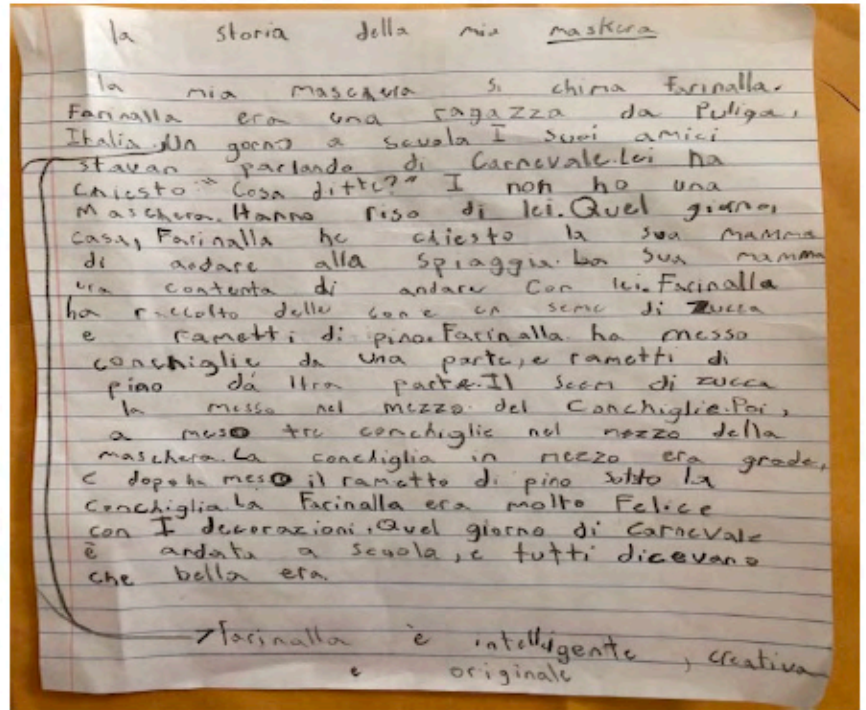 la storia della mia maskera
la mia maschera si chima Farinalla.
Farinalla era una ragazza da Puliga,
Italia. Un gorno a scuola I suoi amici
stavan parlando di Carnevale. Lei ha
chiesto "Cosa ditte?" I non ho una
Maschera. Hanno riso di lei. Quel giorno,
casa, Farinalla ha chiesto la sua mamma
di andare alla spiaggia. La sua mamma
era contenta di andare con lei. Farinalla
ha raccolto delle con e un seme di zucca
e rametti di pino. Farinalla ha messo
conchiglie da una parte, e rametti di
pino da ltra parte. Il seem di zucca
la messo nel mezzo del Conchiglie. Poi,
a meso tre conchiglie nel mezzo della
maschera. La conchiglia in mezzo era grade,
e dopo ha meso il rametto di pino sotto la
conchiglia. La Farinalla era molto Felice
con I decorazioni. Quel giorno di Carnevale
è andata a scuola, e tutti dicevano
che bella era
Farinalla è intelligente, creativa
e originale